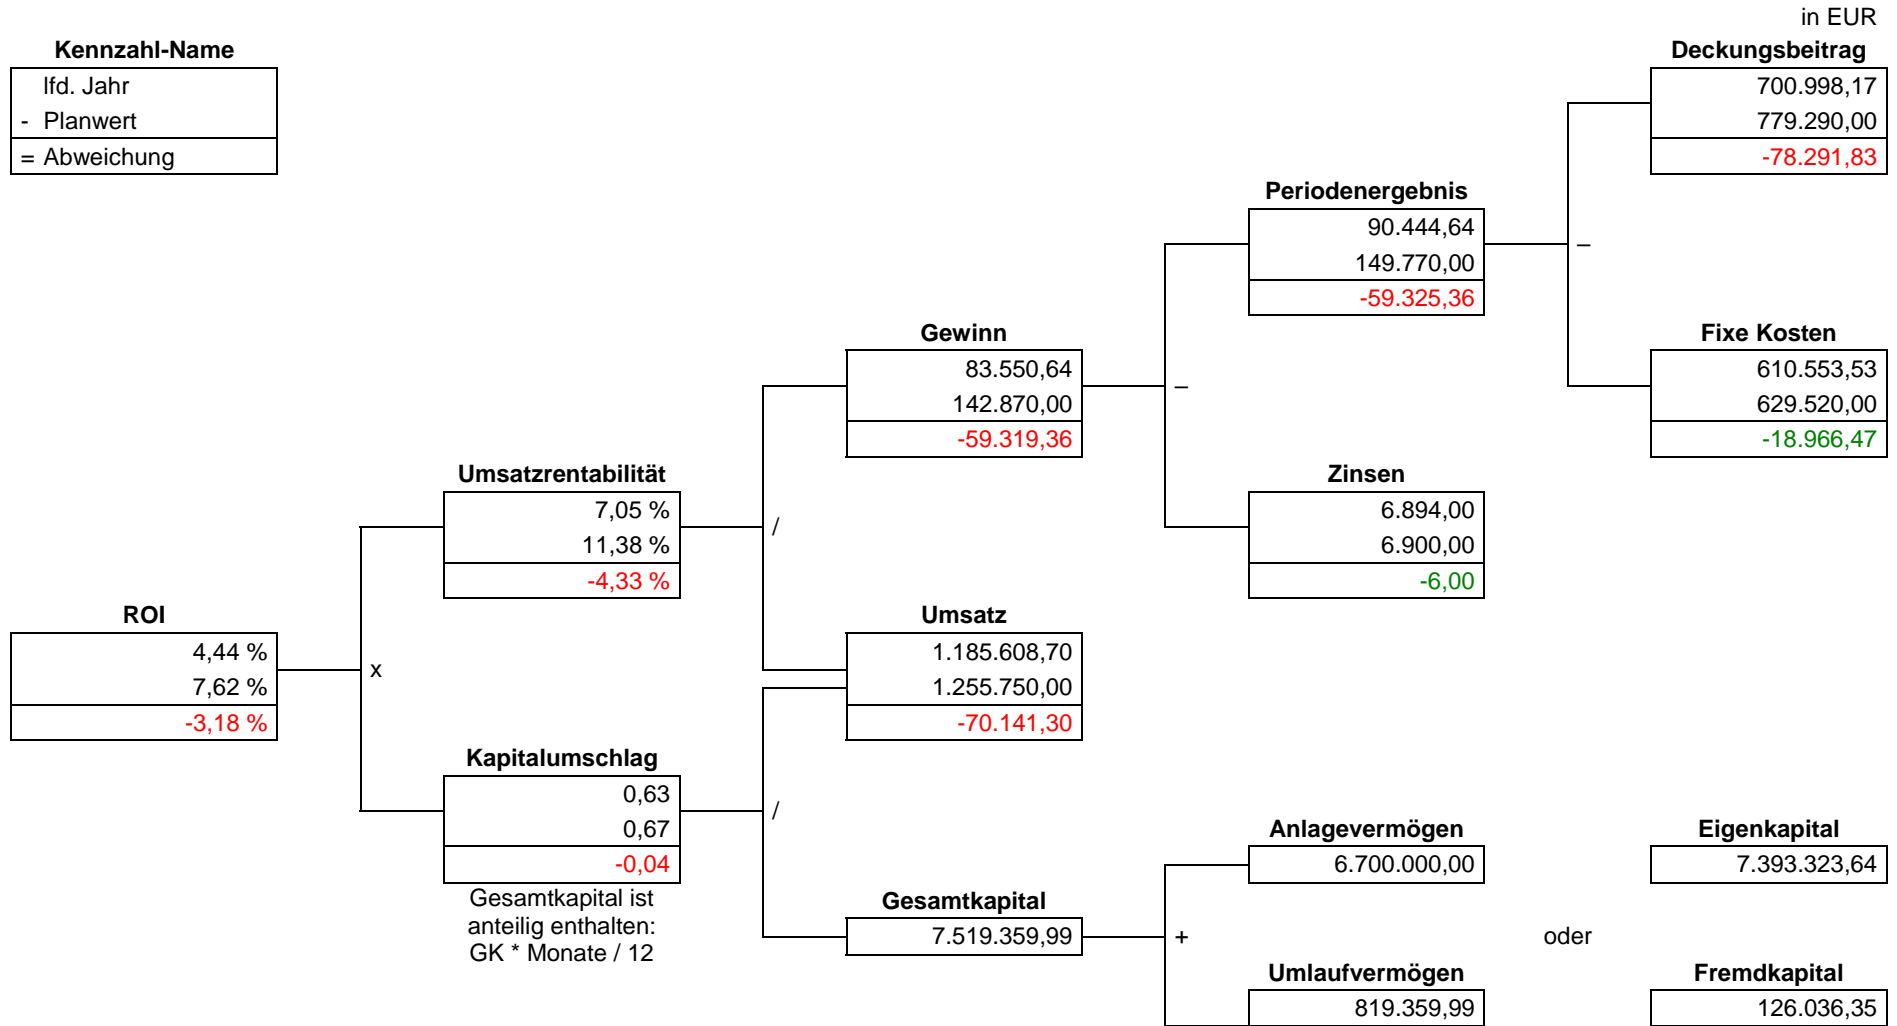 in EUR
Kennzahl-Name
lfd. Jahr
- Planwert
= Abweichung
Deckungsbeitrag
700.998,17
779.290,00
-78.291,83
Periodenergebnis
90.444,64
149.770,00
-59.325,36
–
Gewinn
83.550,64
142.870,00
-59.319,36
–
Fixe Kosten
610.553,53
629.520,00
-18.966,47
Umsatzrentabilität
7,05 %
11,38 %
-4,33 %
/
Zinsen
6.894,00
6.900,00
-6,00
ROI
4,44 %
7,62 %
-3,18 %
x
Umsatz
1.185.608,70
1.255.750,00
-70.141,30
Kapitalumschlag
0,63
0,67
-0,04
/
Gesamtkapital ist
anteilig enthalten:
GK * Monate / 12
Gesamtkapital
7.519.359,99
+
Anlagevermögen
6.700.000,00
Eigenkapital
7.393.323,64
oder
Umlaufvermögen
819.359,99
Fremdkapital
126.036,35